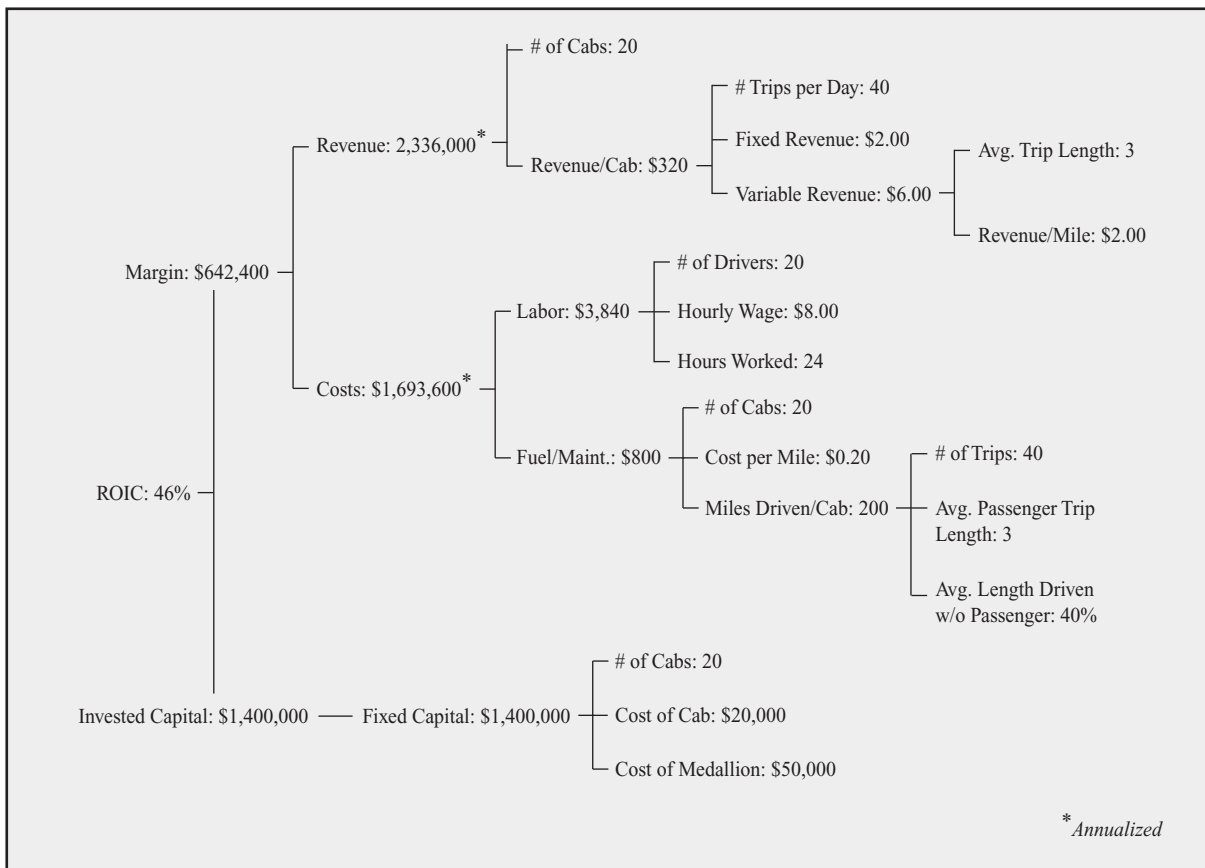 # of Cabs: 20
# Trips per Day: 40
Revenue: 2,336,000*
Fixed Revenue: $2.00
Avg. Trip Length: 3
Revenue/Cab: $320
Variable Revenue: $6.00
Revenue/Mile: $2.00
Margin: $642,400
# of Drivers: 20
Labor: $3,840
Hourly Wage: $8.00
Hours Worked: 24
Costs: $1,693,600*
# of Cabs: 20
Fuel/Maint.: $800
Cost per Mile: $0.20
# of Trips: 40
Miles Driven/Cab: 200
Avg. Passenger Trip
Length: 3
Avg. Length Driven
w/o Passenger: 40%
ROIC: 46%
# of Cabs: 20
Invested Capital: $1,400,000
Fixed Capital: $1,400,000
Cost of Cab: $20,000
Cost of Medallion: $50,000
*Annualized